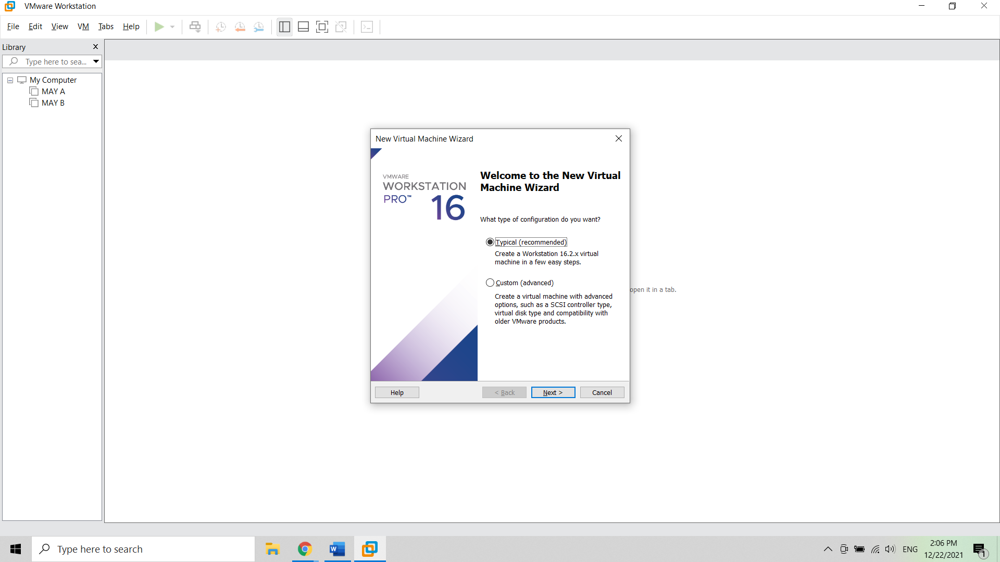 VMware Workstation
File Edit View VM Tabs Help
Library
Type here to sea...
My Computer
MAY A
MAY B
New Virtual Machine Wizard
VMWARE
WORKSTATION
PRO™ 16
Welcome to the New Virtual
Machine Wizard
What type of configuration do you want?
Typical (recommended)
Create a Workstation 16.2.x virtual
machine in a few easy steps.
Custom (advanced)
Create a virtual machine with advanced
options, such as a SCSI controller type,
virtual disk type and compatibility with
older VMware products.
open it in a tab.
Help < Back Next > Cancel
Type here to search
W
ENG
2:06 PM
12/22/2021
1